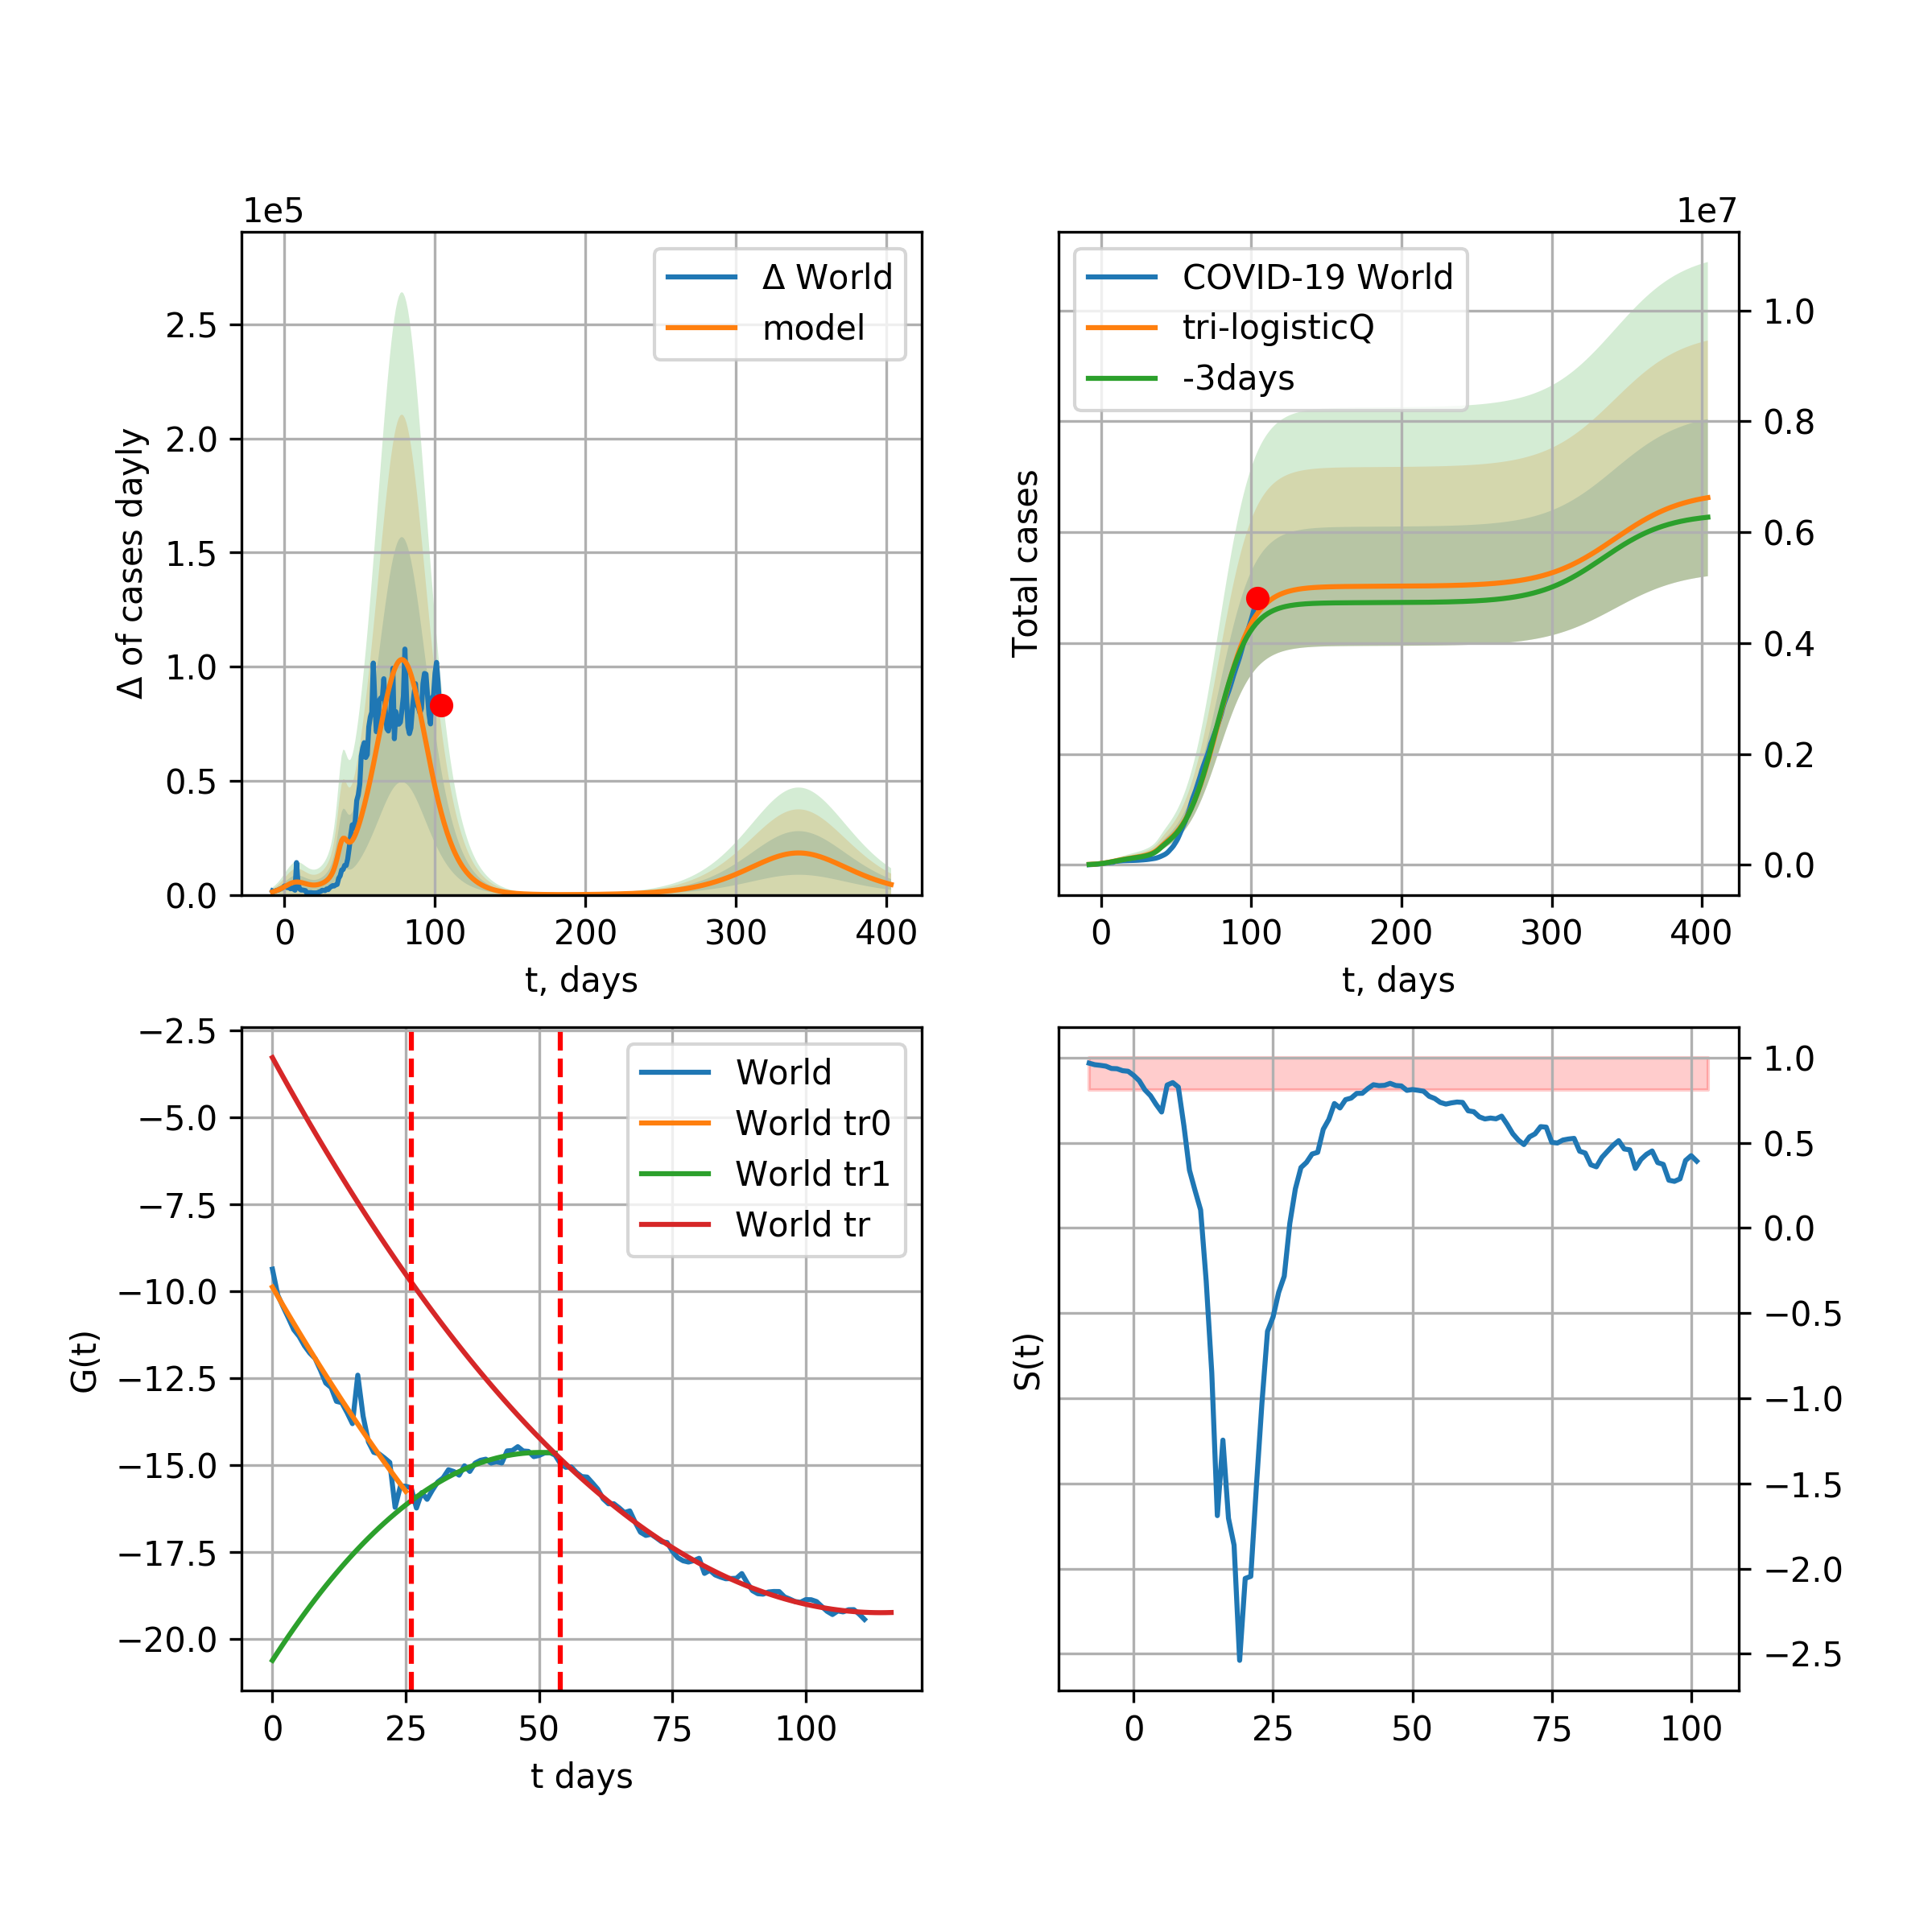 1e5
Δ World
model
2.5
2.0
1.5
1.0
0.5
0.0
Δ of cases dayly
0 100 200 300 400
t, days
1e7
COVID-19 World
tri-logisticQ
-3days
1.0
0.8
0.6
0.4
0.2
0.0
Total cases
0 100 200 300 400
t, days
−2.5
−5.0
−7.5
−10.0
−12.5
−15.0
−17.5
−20.0
G(t)
World
World tr0
World tr1
World tr
0 25 50 75 100
t days
S(t)
1.0
0.5
0.0
−0.5
−1.0
−1.5
−2.0
−2.5
0 25 50 75 100